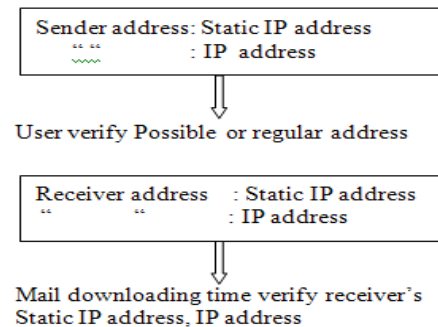 Sender address: Static IP address
“ “ : IP address
User verify Possible or regular address
Receiver address : Static IP address
“ “ : IP address
Mail downloading time verify receiver’s
Static IP address, IP address